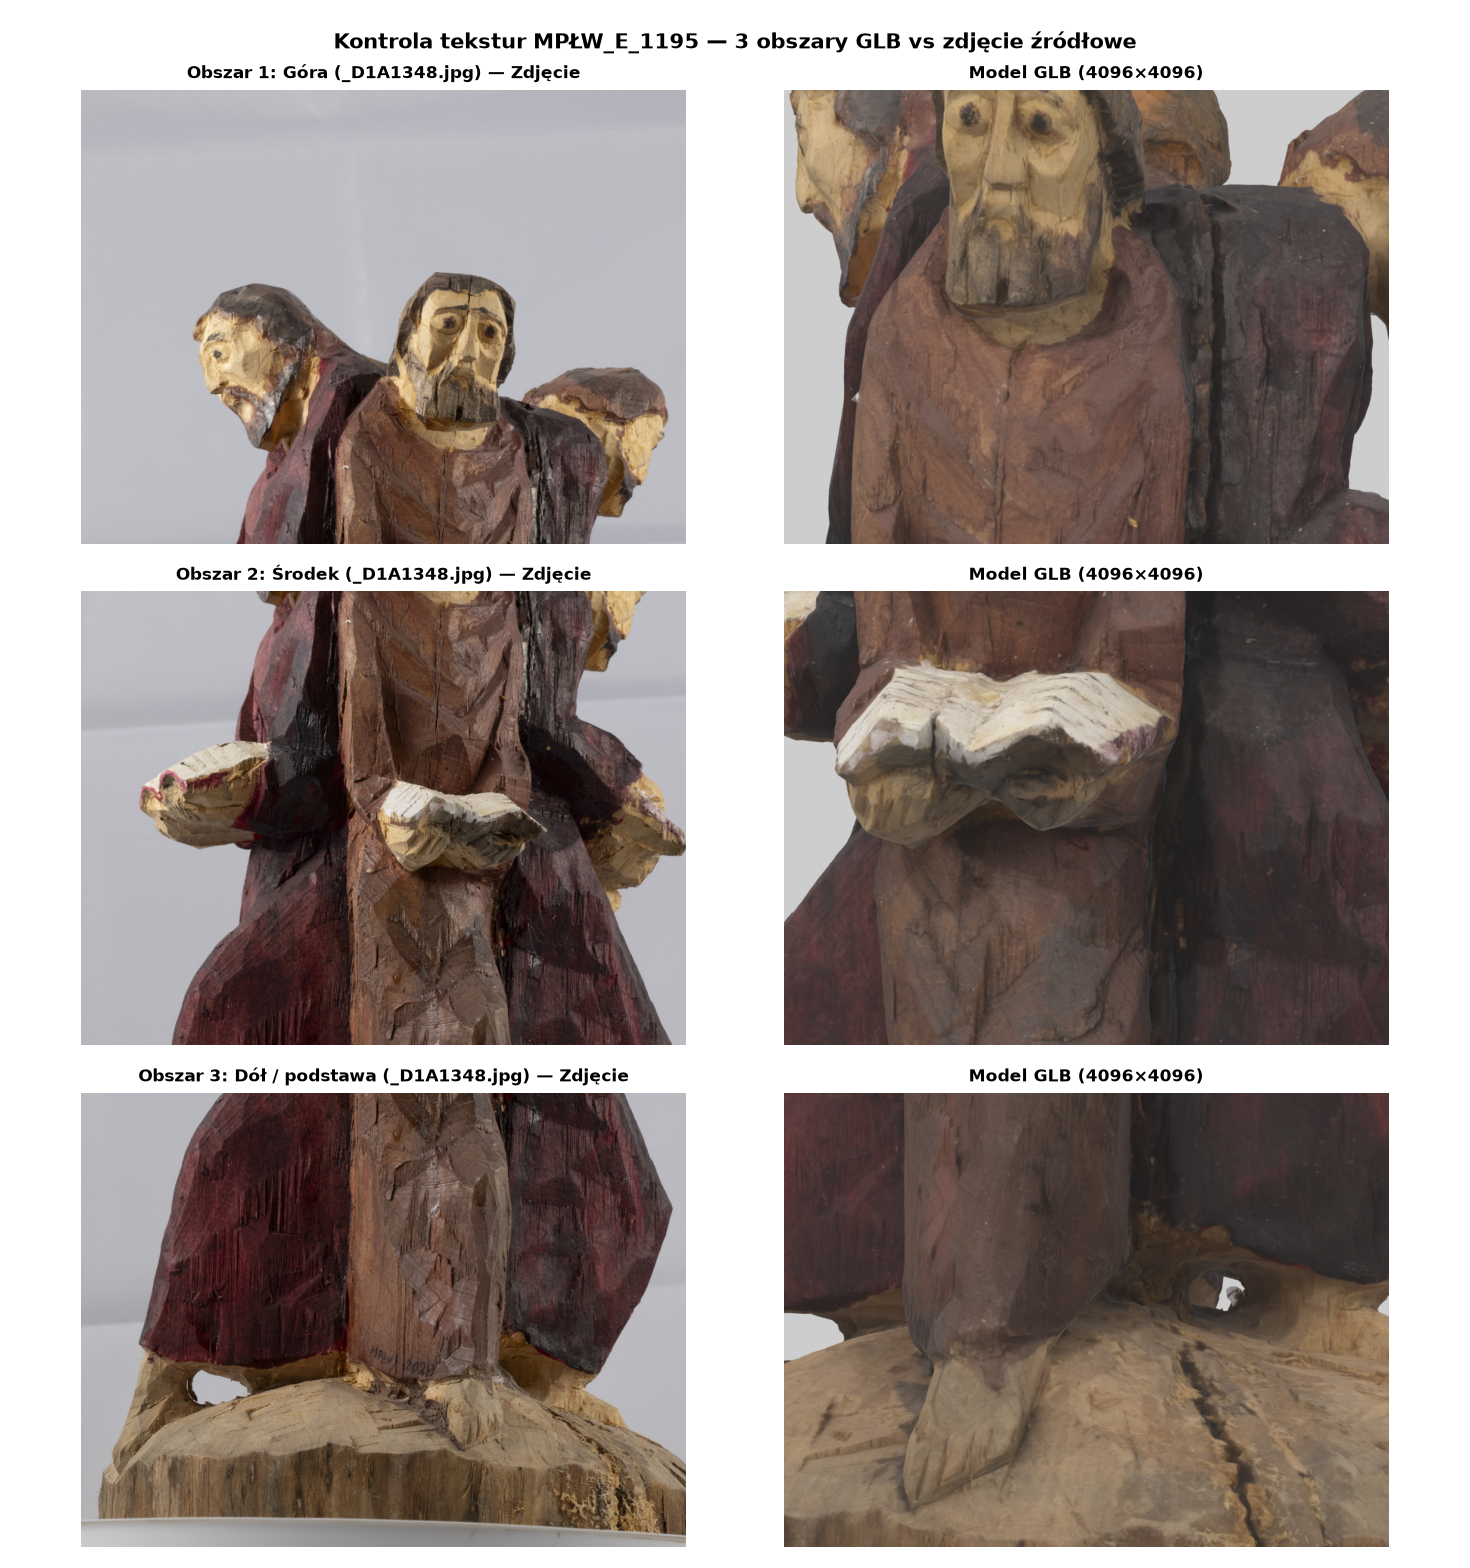 Kontrola tekstur MPŁW_E_1195 — 3 obszary GLB vs zdjęcie źródłowe
Obszar 1: Góra (_D1A1348.jpg) — Zdjęcie
Model GLB (4096×4096)
Obszar 2: Środek (_D1A1348.jpg) — Zdjęcie
Model GLB (4096×4096)
Obszar 3: Dół / podstawa (_D1A1348.jpg) — Zdjęcie
Model GLB (4096×4096)